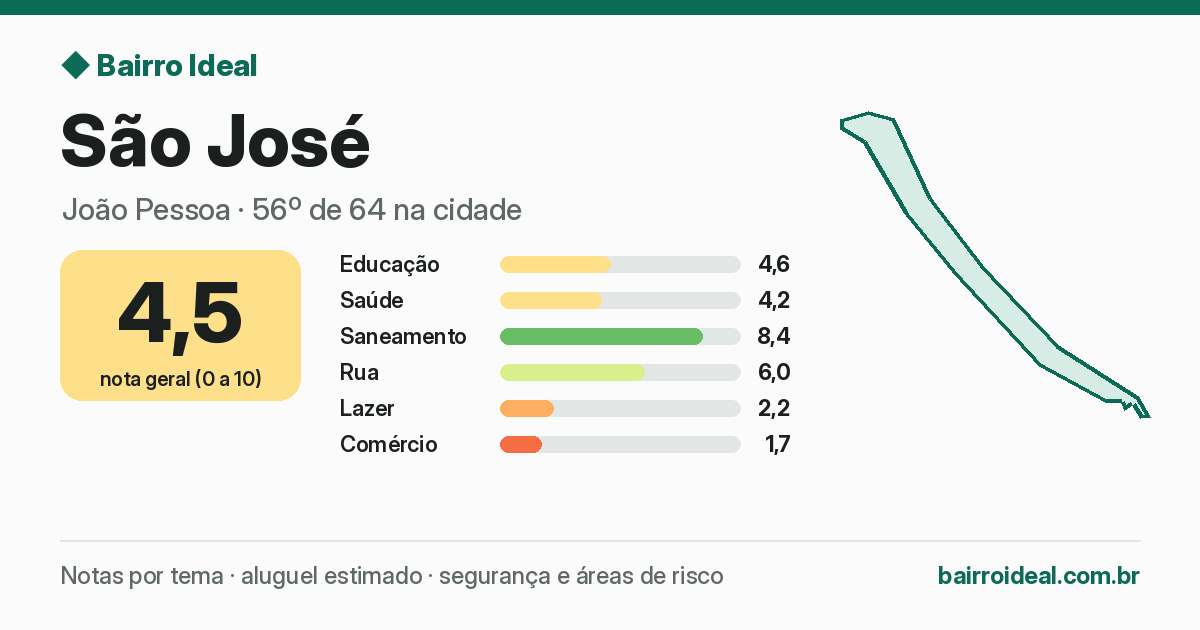 Bairro Ideal
São José
João Pessoa · 56º de 64 na cidade
4,5
nota geral (0 a 10)
Educação 4,6
Saúde 4,2
Saneamento 8,4
Rua 6,0
Lazer 2,2
Comércio 1,7
Notas por tema · aluguel estimado · segurança e áreas de risco
bairroideal.com.br